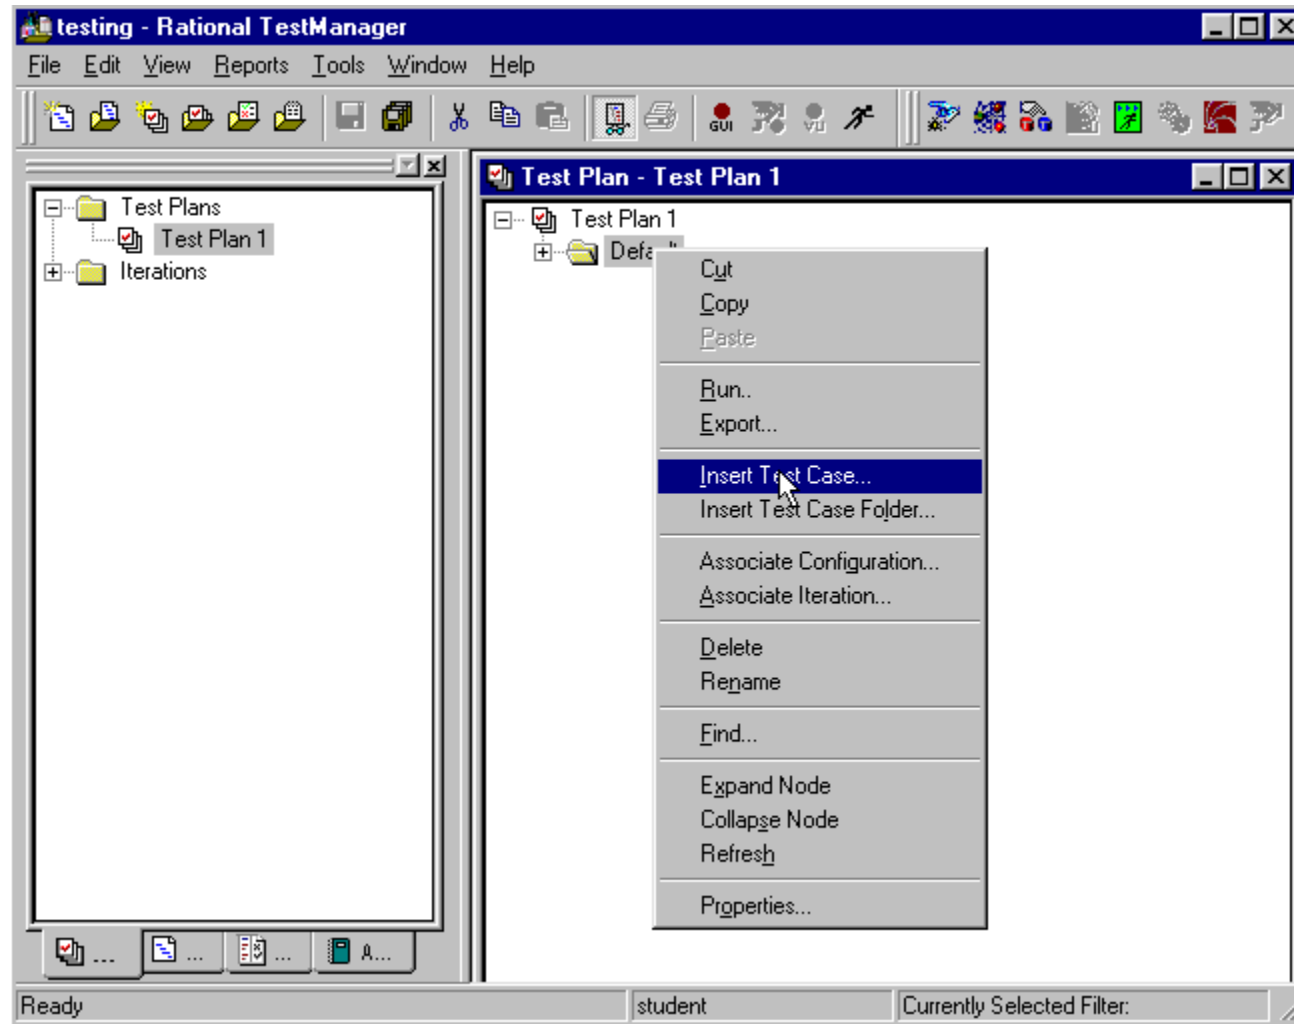 testing - Rational TestManager
File Edit View Reports Tools Window Help
GUI VU
Test Plans
Test Plan 1
Iterations
Test Plan - Test Plan 1
Test Plan 1
Cut
Copy
Paste
Run..
Export...
Insert Test Case...
Insert Test Case Folder...
Associate Configuration...
Associate Iteration...
Delete
Rename
Find...
Expand Node
Collapse Node
Refresh
Properties...
... ... ... A...
Ready student Currently Selected Filter: